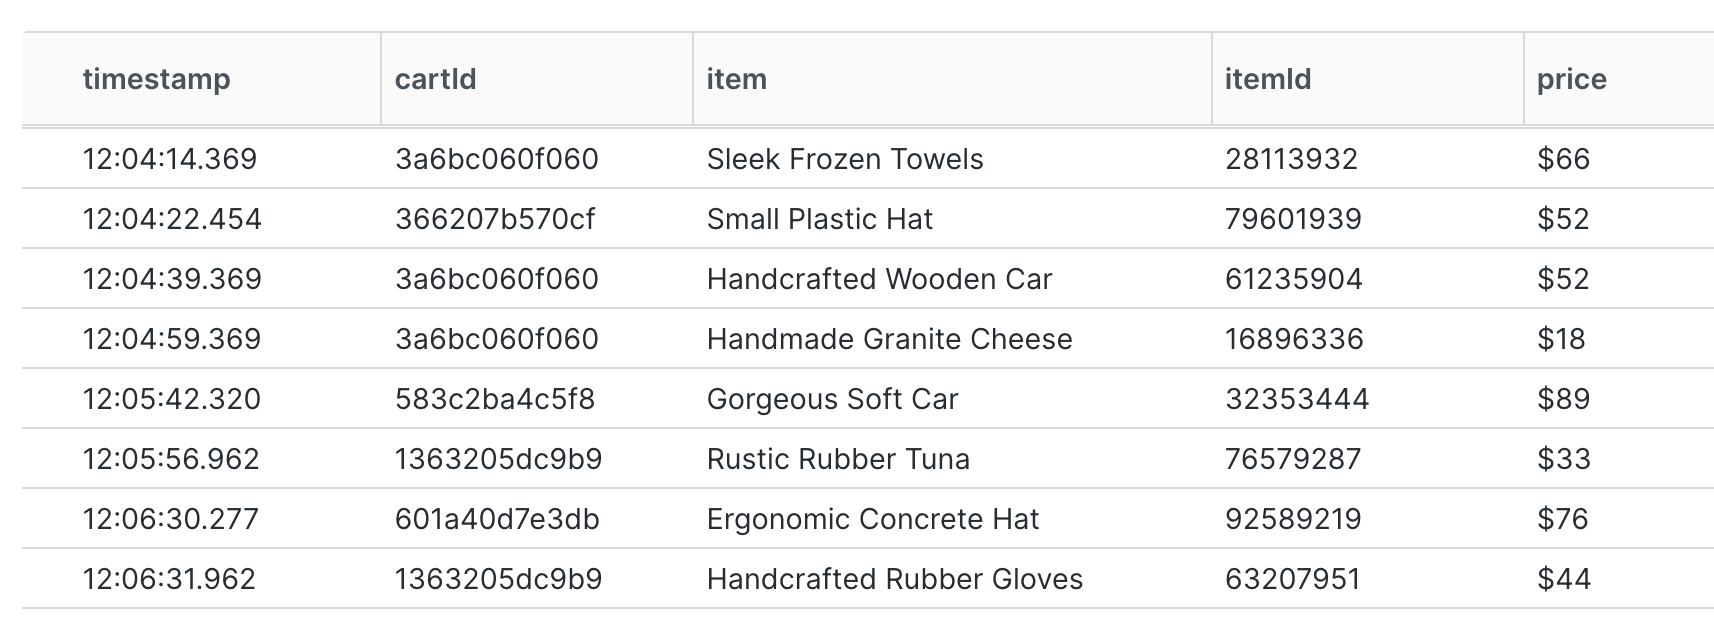 timestamp cartId item itemId price
12:04:14.369 3a6bc060f060 Sleek Frozen Towels 28113932 $66
12:04:22.454 366207b570cf Small Plastic Hat 79601939 $52
12:04:39.369 3a6bc060f060 Handcrafted Wooden Car 61235904 $52
12:04:59.369 3a6bc060f060 Handmade Granite Cheese 16896336 $18
12:05:42.320 583c2ba4c5f8 Gorgeous Soft Car 32353444 $89
12:05:56.962 1363205dc9b9 Rustic Rubber Tuna 76579287 $33
12:06:30.277 601a40d7e3db Ergonomic Concrete Hat 92589219 $76
12:06:31.962 1363205dc9b9 Handcrafted Rubber Gloves 63207951 $44